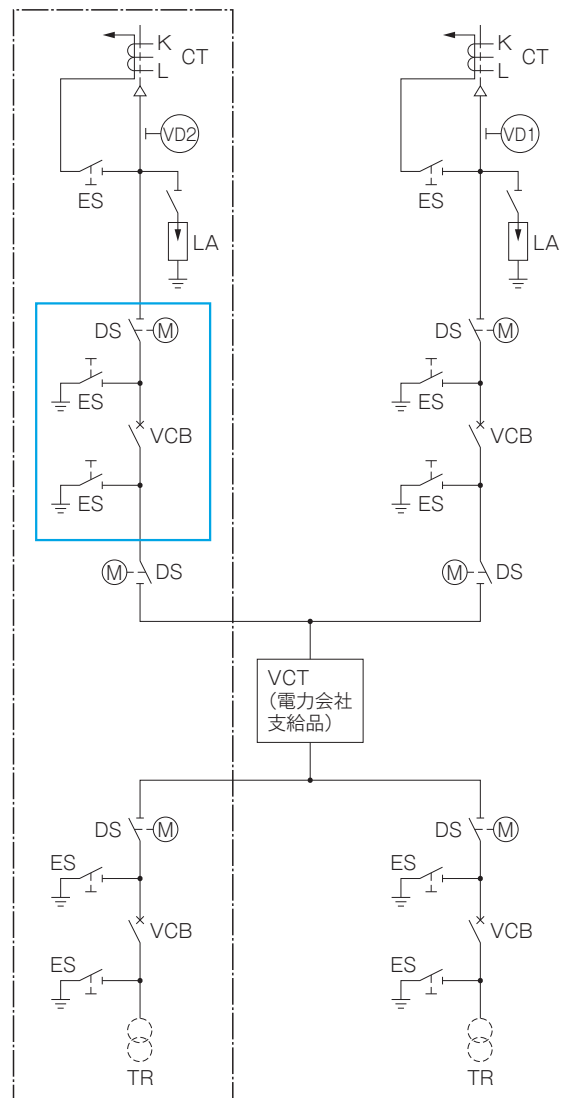 K
CT
L
VD2
ES
LA
DS
M
ES
VCB
ES
M
DS
K
CT
L
VD1
ES
LA
DS
M
ES
VCB
ES
M
DS
VCT
(電力会社
支給品)
DS
M
ES
VCB
ES
TR
DS
M
ES
VCB
ES
TR